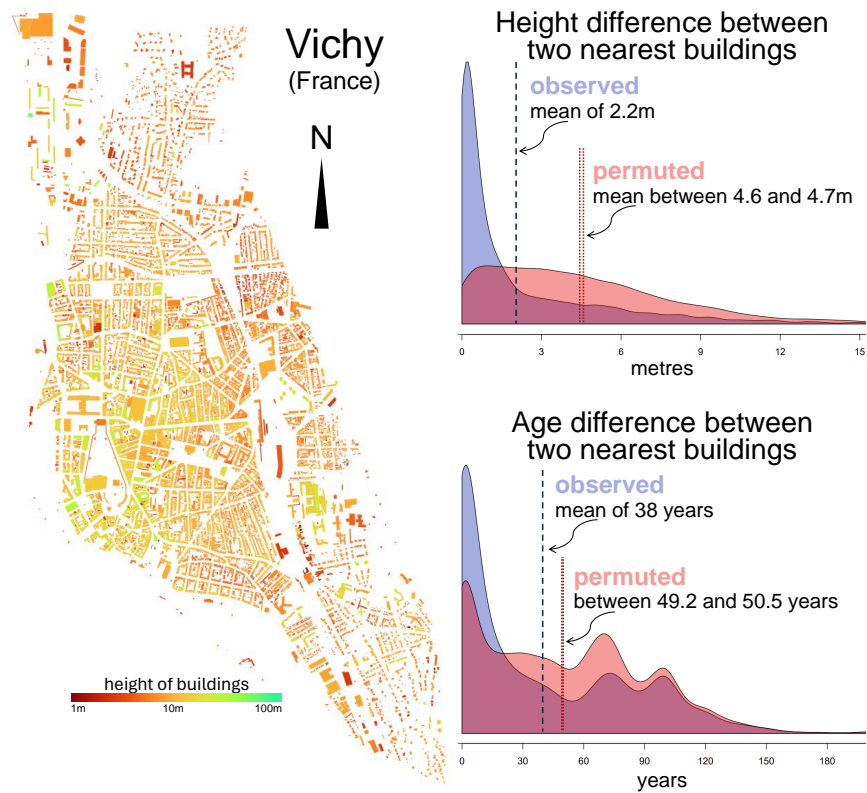 Vichy
(France)
N
height of buildings
1m 10m 100m
Height difference between
two nearest buildings
observed
mean of 2.2m
permuted
mean between 4.6 and 4.7m
0 3 6 9 12 15
metres
Age difference between
two nearest buildings
observed
mean of 38 years
permuted
between 49.2 and 50.5 years
0 30 60 90 120 150 180
years